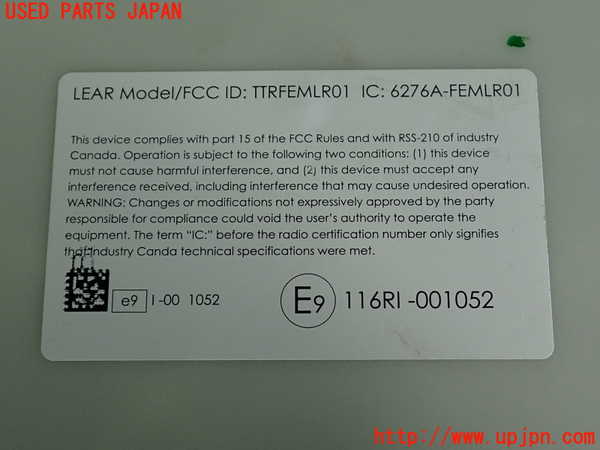 USED PARTS JAPAN
LEAR Model/FCC ID: TTRFEMLR01 IC: 6276A-FEMLR01
This device complies with part 15 of the FCC Rules and with RSS-210 of industry
Canada. Operation is subject to the following two conditions: (1) this device
must not cause harmful interference, and (2) this device must accept any
interference received, including interference that may cause undesired operation.
WARNING: Changes or modifications not expressively approved by the party
responsible for compliance could void the user's authority to operate the
equipment. The term "IC:" before the radio certification number only signifies
that Industry Canda technical specifications were met.
e9 I-00 1052
E9 116RI -001052
http://www.upjpn.com